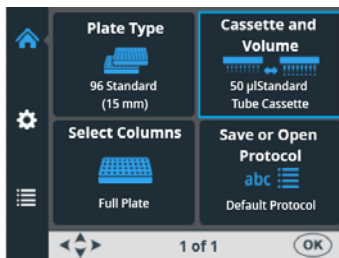 Plate Type
96 Standard
(15 mm)
Cassette and
Volume
50 µlStandard
Tube Cassette
Select Columns
Full Plate
Save or Open
Protocol
abc
Default Protocol
1 of 1
OK